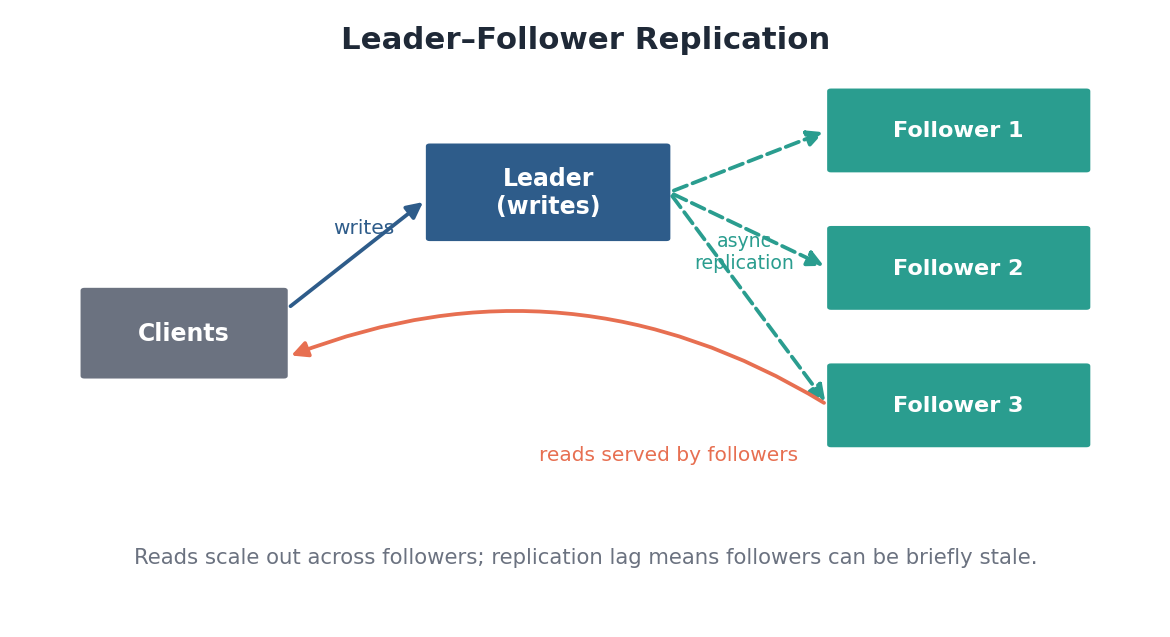 Leader–Follower Replication
Follower 1
Leader
(writes)
writes
async
replication
Follower 2
Clients
Follower 3
reads served by followers
Reads scale out across followers; replication lag means followers can be briefly stale.